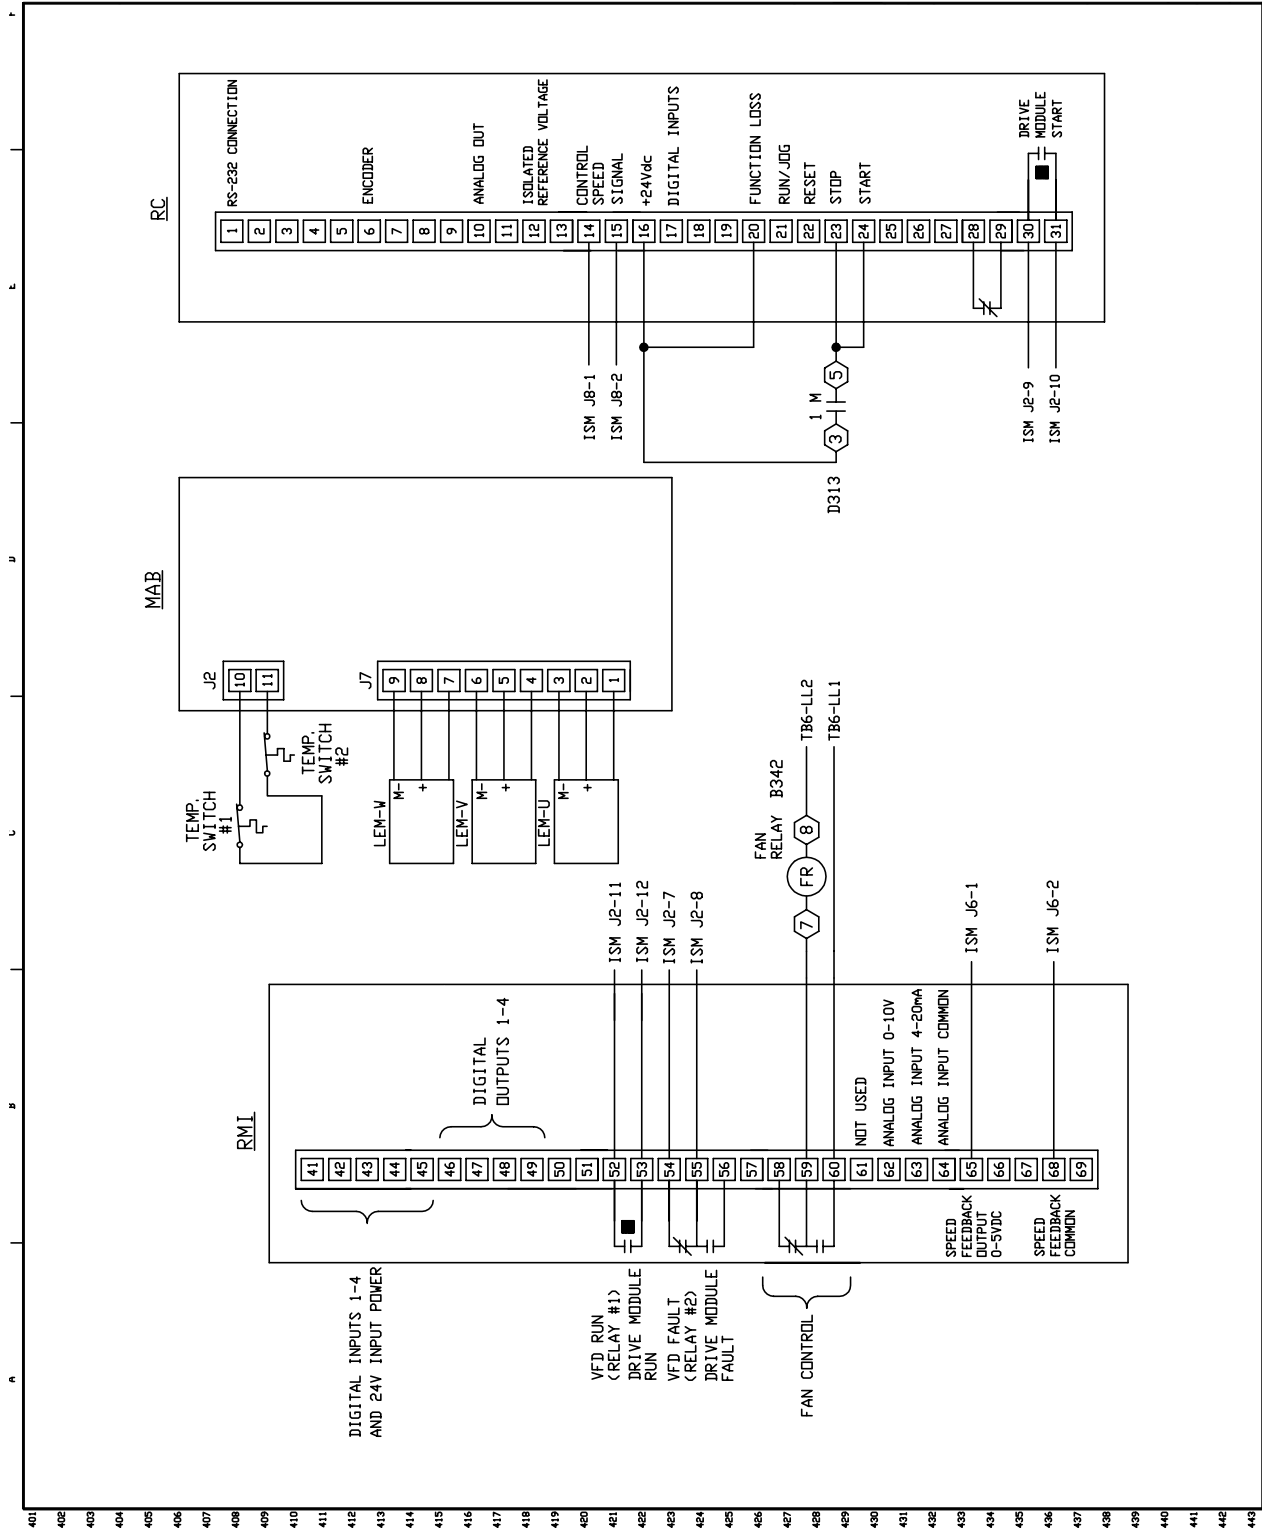 RC
1
2
3
4
5
6
7
8
9
10
11
12
13
14
15
16
17
18
19
20
21
22
23
24
25
26
27
28
29
30
31
RS-232 CONNECTION
ENCODER
ANALOG OUT
ISOLATED
REFERENCE VOLTAGE
CONTROL
SPEED
SIGNAL
+24Vdc
DIGITAL INPUTS
FUNCTION LOSS
RUN/JOG
RESET
STOP
START
DRIVE
MODULE
START
ISM J8-1
ISM J8-2
1 M
3
5
D313
ISM J2-9
ISM J2-10
MAB
J2
10
11
TEMP.
SWITCH
#1
TEMP.
SWITCH
#2
J7
9
8
7
6
5
4
3
2
1
LEM-W
M-
+
LEM-V
M-
+
LEM-U
M-
+
RMI
41
42
43
44
45
46
47
48
49
50
51
52
53
54
55
56
57
58
59
60
61
62
63
64
65
66
67
68
69
DIGITAL
OUTPUTS 1-4
ISM J2-11
ISM J2-12
ISM J2-7
ISM J2-8
FAN
RELAY B342
7
FR
8
TB6-LL2
TB6-LL1
NOT USED
ANALOG INPUT 0-10V
ANALOG INPUT 4-20mA
ANALOG INPUT COMMON
ISM J6-1
ISM J6-2
DIGITAL INPUTS 1-4
AND 24V INPUT POWER
VFD RUN
(RELAY #1)
DRIVE MODULE
RUN
VFD FAULT
(RELAY #2)
DRIVE MODULE
FAULT
FAN CONTROL
SPEED
FEEDBACK
OUTPUT
0-5VDC
SPEED
FEEDBACK
COMMON
A
B
C
D
E
F
401
402
403
404
405
406
407
408
409
410
411
412
413
414
415
416
417
418
419
420
421
422
423
424
425
426
427
428
429
430
431
432
433
434
435
436
437
438
439
440
441
442
443